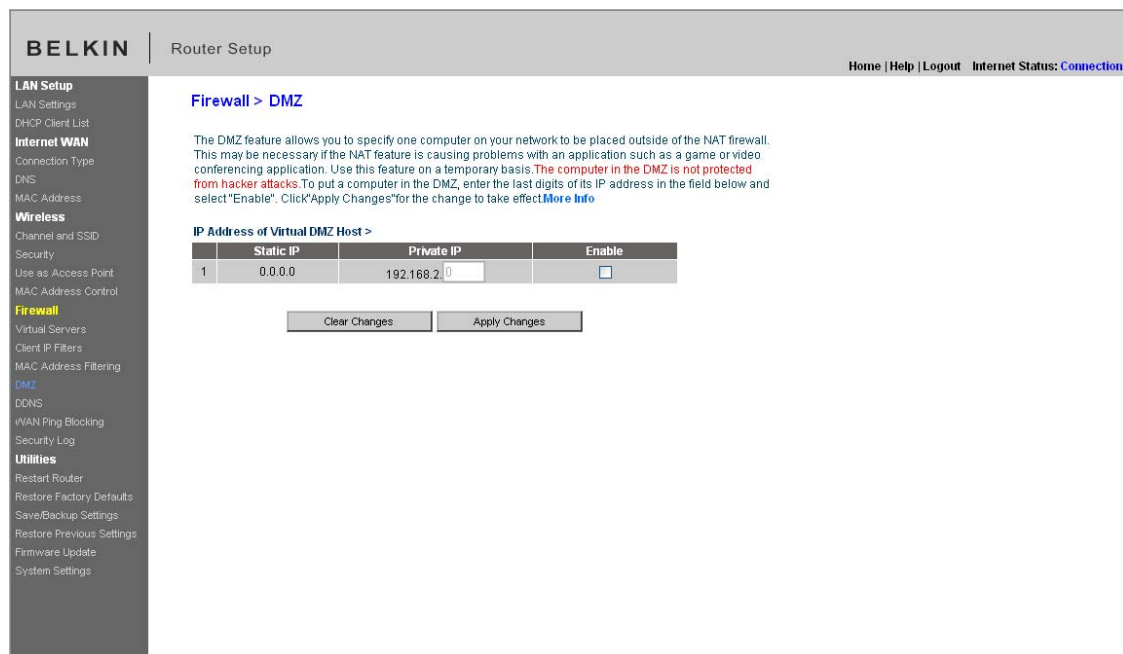 BELKIN
Router Setup
Home | Help | Logout Internet Status: Connection
LAN Setup
LAN Settings
DHCP Client List
Internet WAN
Connection Type
DNS
MAC Address
Wireless
Channel and SSID
Security
Use as Access Point
MAC Address Control
Firewall
Virtual Servers
Client IP Filters
MAC Address Filtering
DMZ
DDNS
WAN Ping Blocking
Security Log
Utilities
Restart Router
Restore Factory Defaults
Save/Backup Settings
Restore Previous Settings
Firmware Update
System Settings
Firewall > DMZ
The DMZ feature allows you to specify one computer on your network to be placed outside of the NAT firewall.
This may be necessary if the NAT feature is causing problems with an application such as a game or video
conferencing application. Use this feature on a temporary basis.The computer in the DMZ is not protected
from hacker attacks.To put a computer in the DMZ, enter the last digits of its IP address in the field below and
select "Enable". Click"Apply Changes"for the change to take effect.More Info
IP Address of Virtual DMZ Host >
Static IP Private IP Enable
1 0.0.0.0 192.168.2. 0
Clear Changes Apply Changes